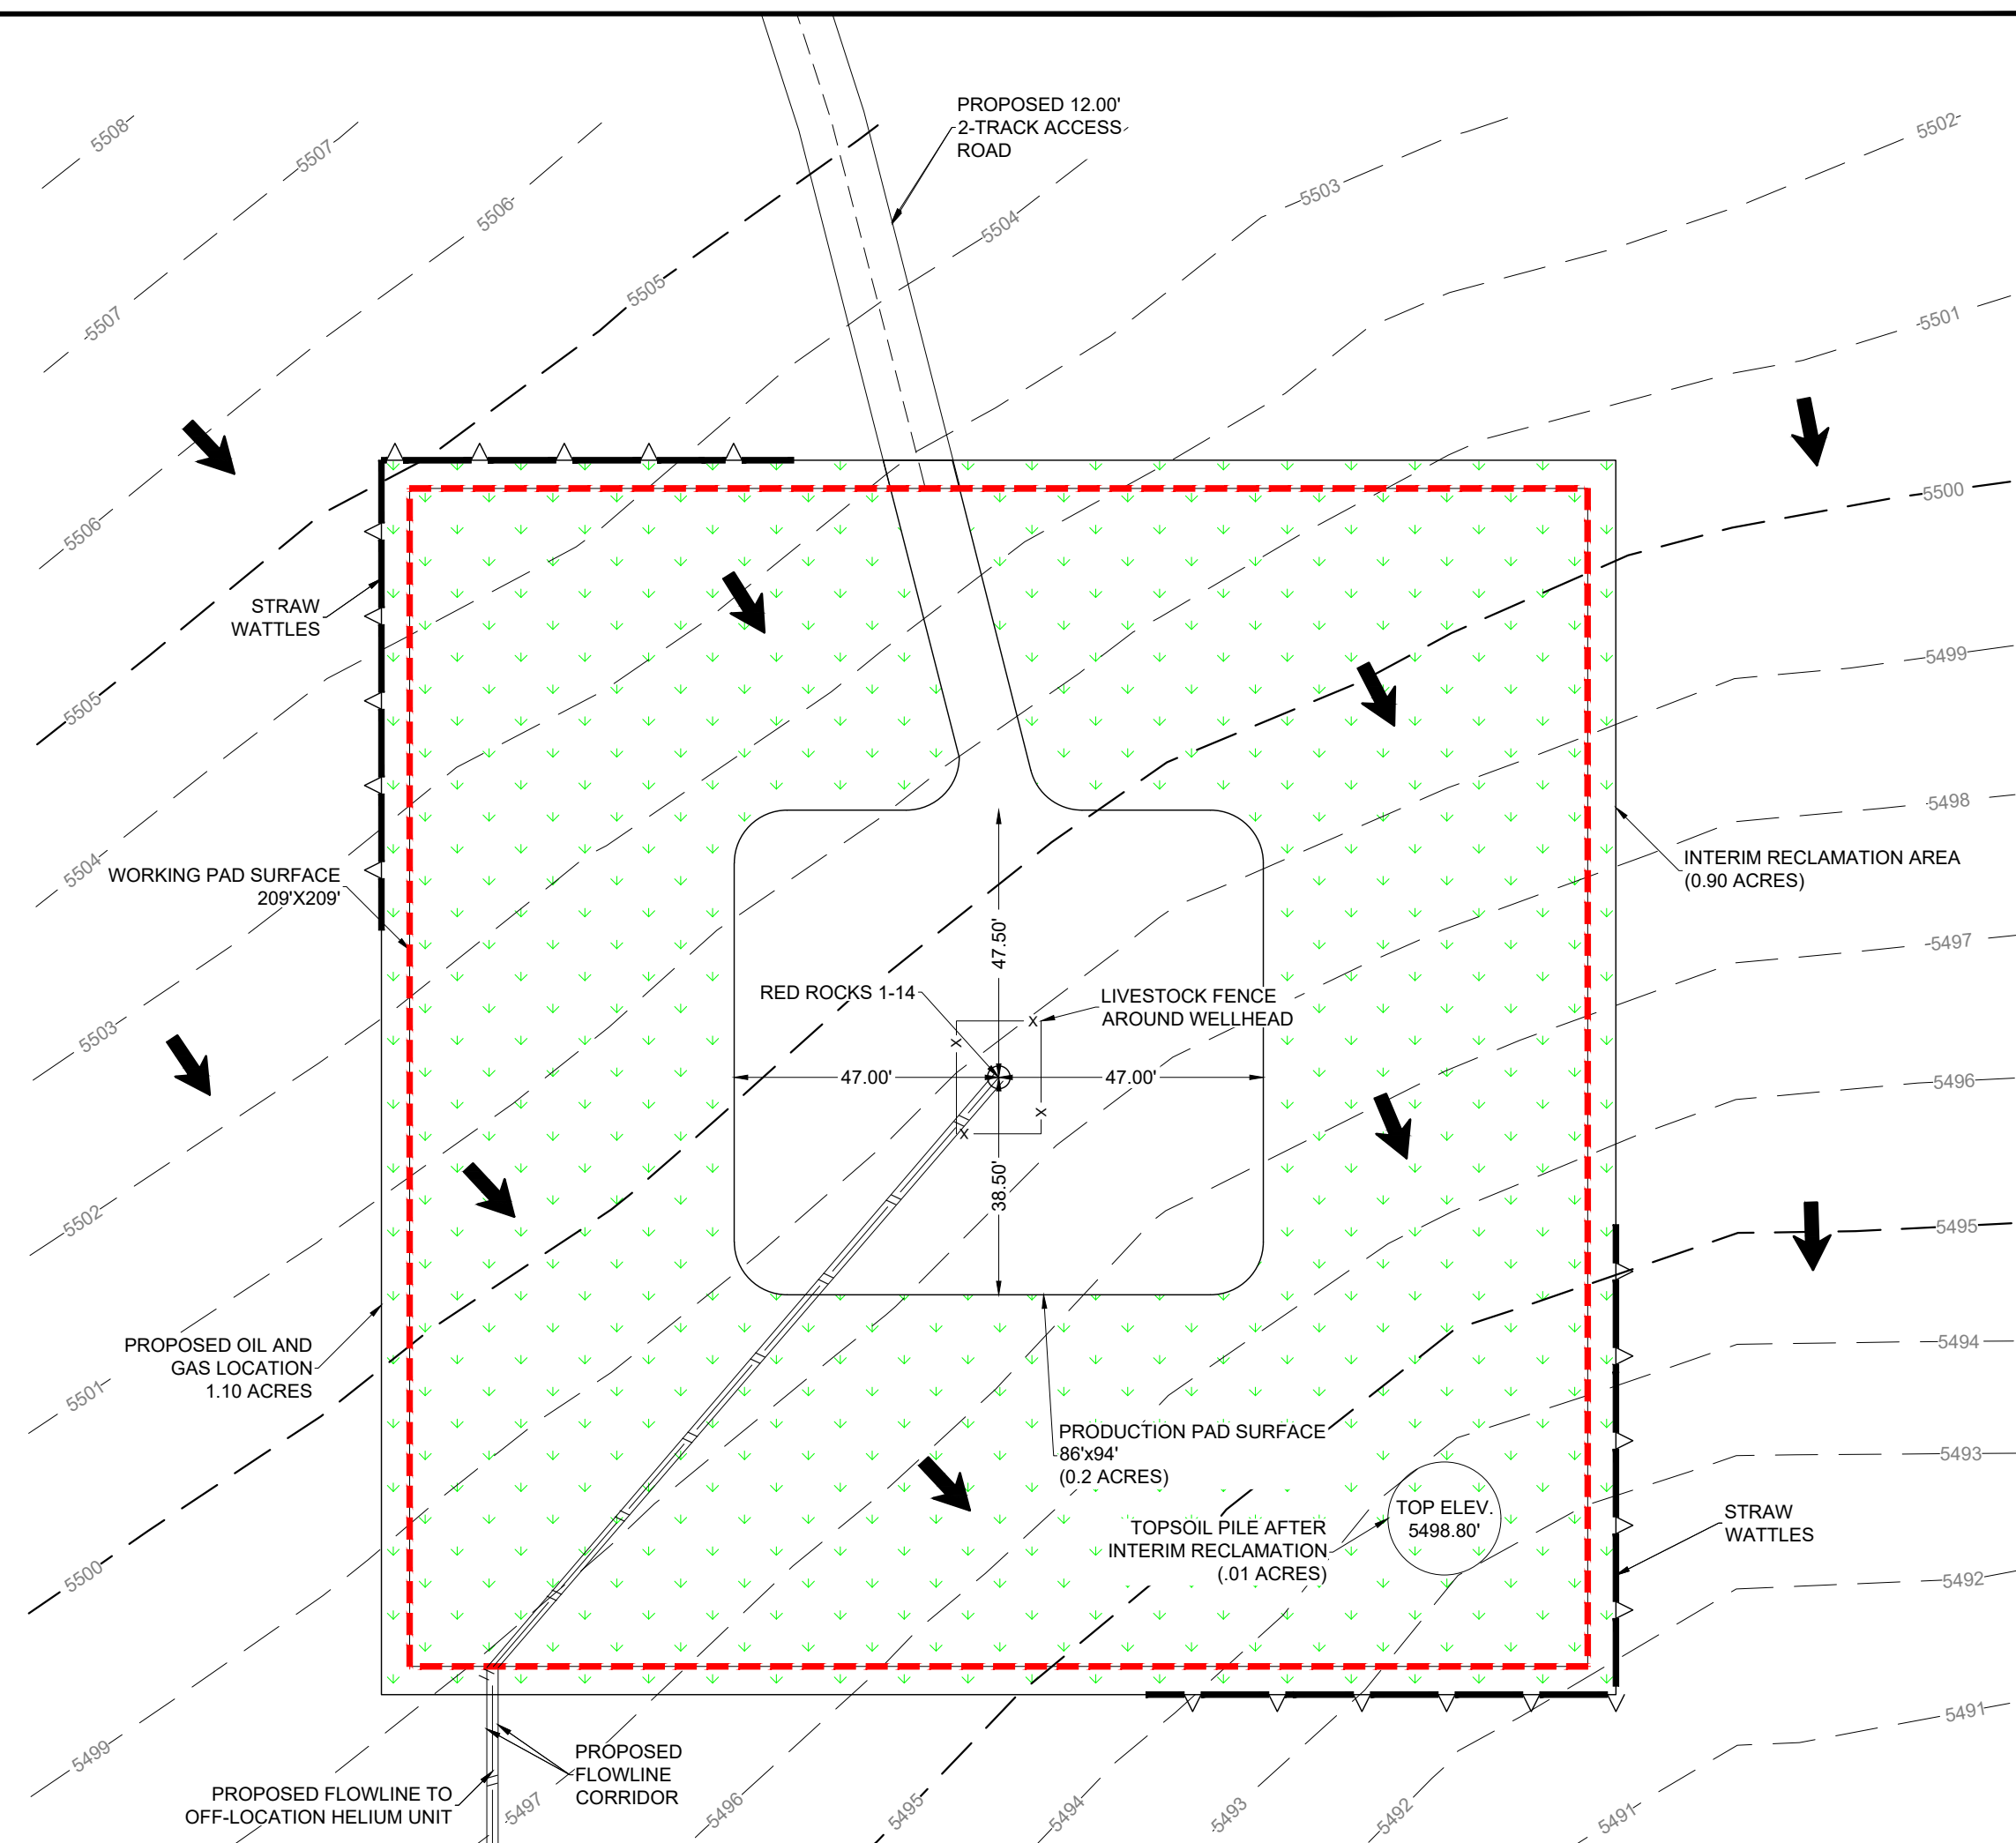 PROPOSED 12.00'
2-TRACK ACCESS
ROAD
5508
5507
5506
5505
5504
5503
5502
5501
5507
5506
5505
5504
5503
5502
5501
5500
5499
5500
5499
5498
5497
5496
5495
5494
5493
5492
5491
STRAW
WATTLES
WORKING PAD SURFACE
209'X209'
INTERIM RECLAMATION AREA
(0.90 ACRES)
47.50'
RED ROCKS 1-14
LIVESTOCK FENCE
AROUND WELLHEAD
X
X
X
X
47.00'
47.00'
38.50'
PROPOSED OIL AND
GAS LOCATION
1.10 ACRES
PRODUCTION PAD SURFACE
86'x94'
(0.2 ACRES)
TOP ELEV.
5498.80'
TOPSOIL PILE AFTER
INTERIM RECLAMATION
(.01 ACRES)
STRAW
WATTLES
PROPOSED
FLOWLINE
CORRIDOR
PROPOSED FLOWLINE TO
OFF-LOCATION HELIUM UNIT
5497
5496
5495
5494
5493
5492
5491